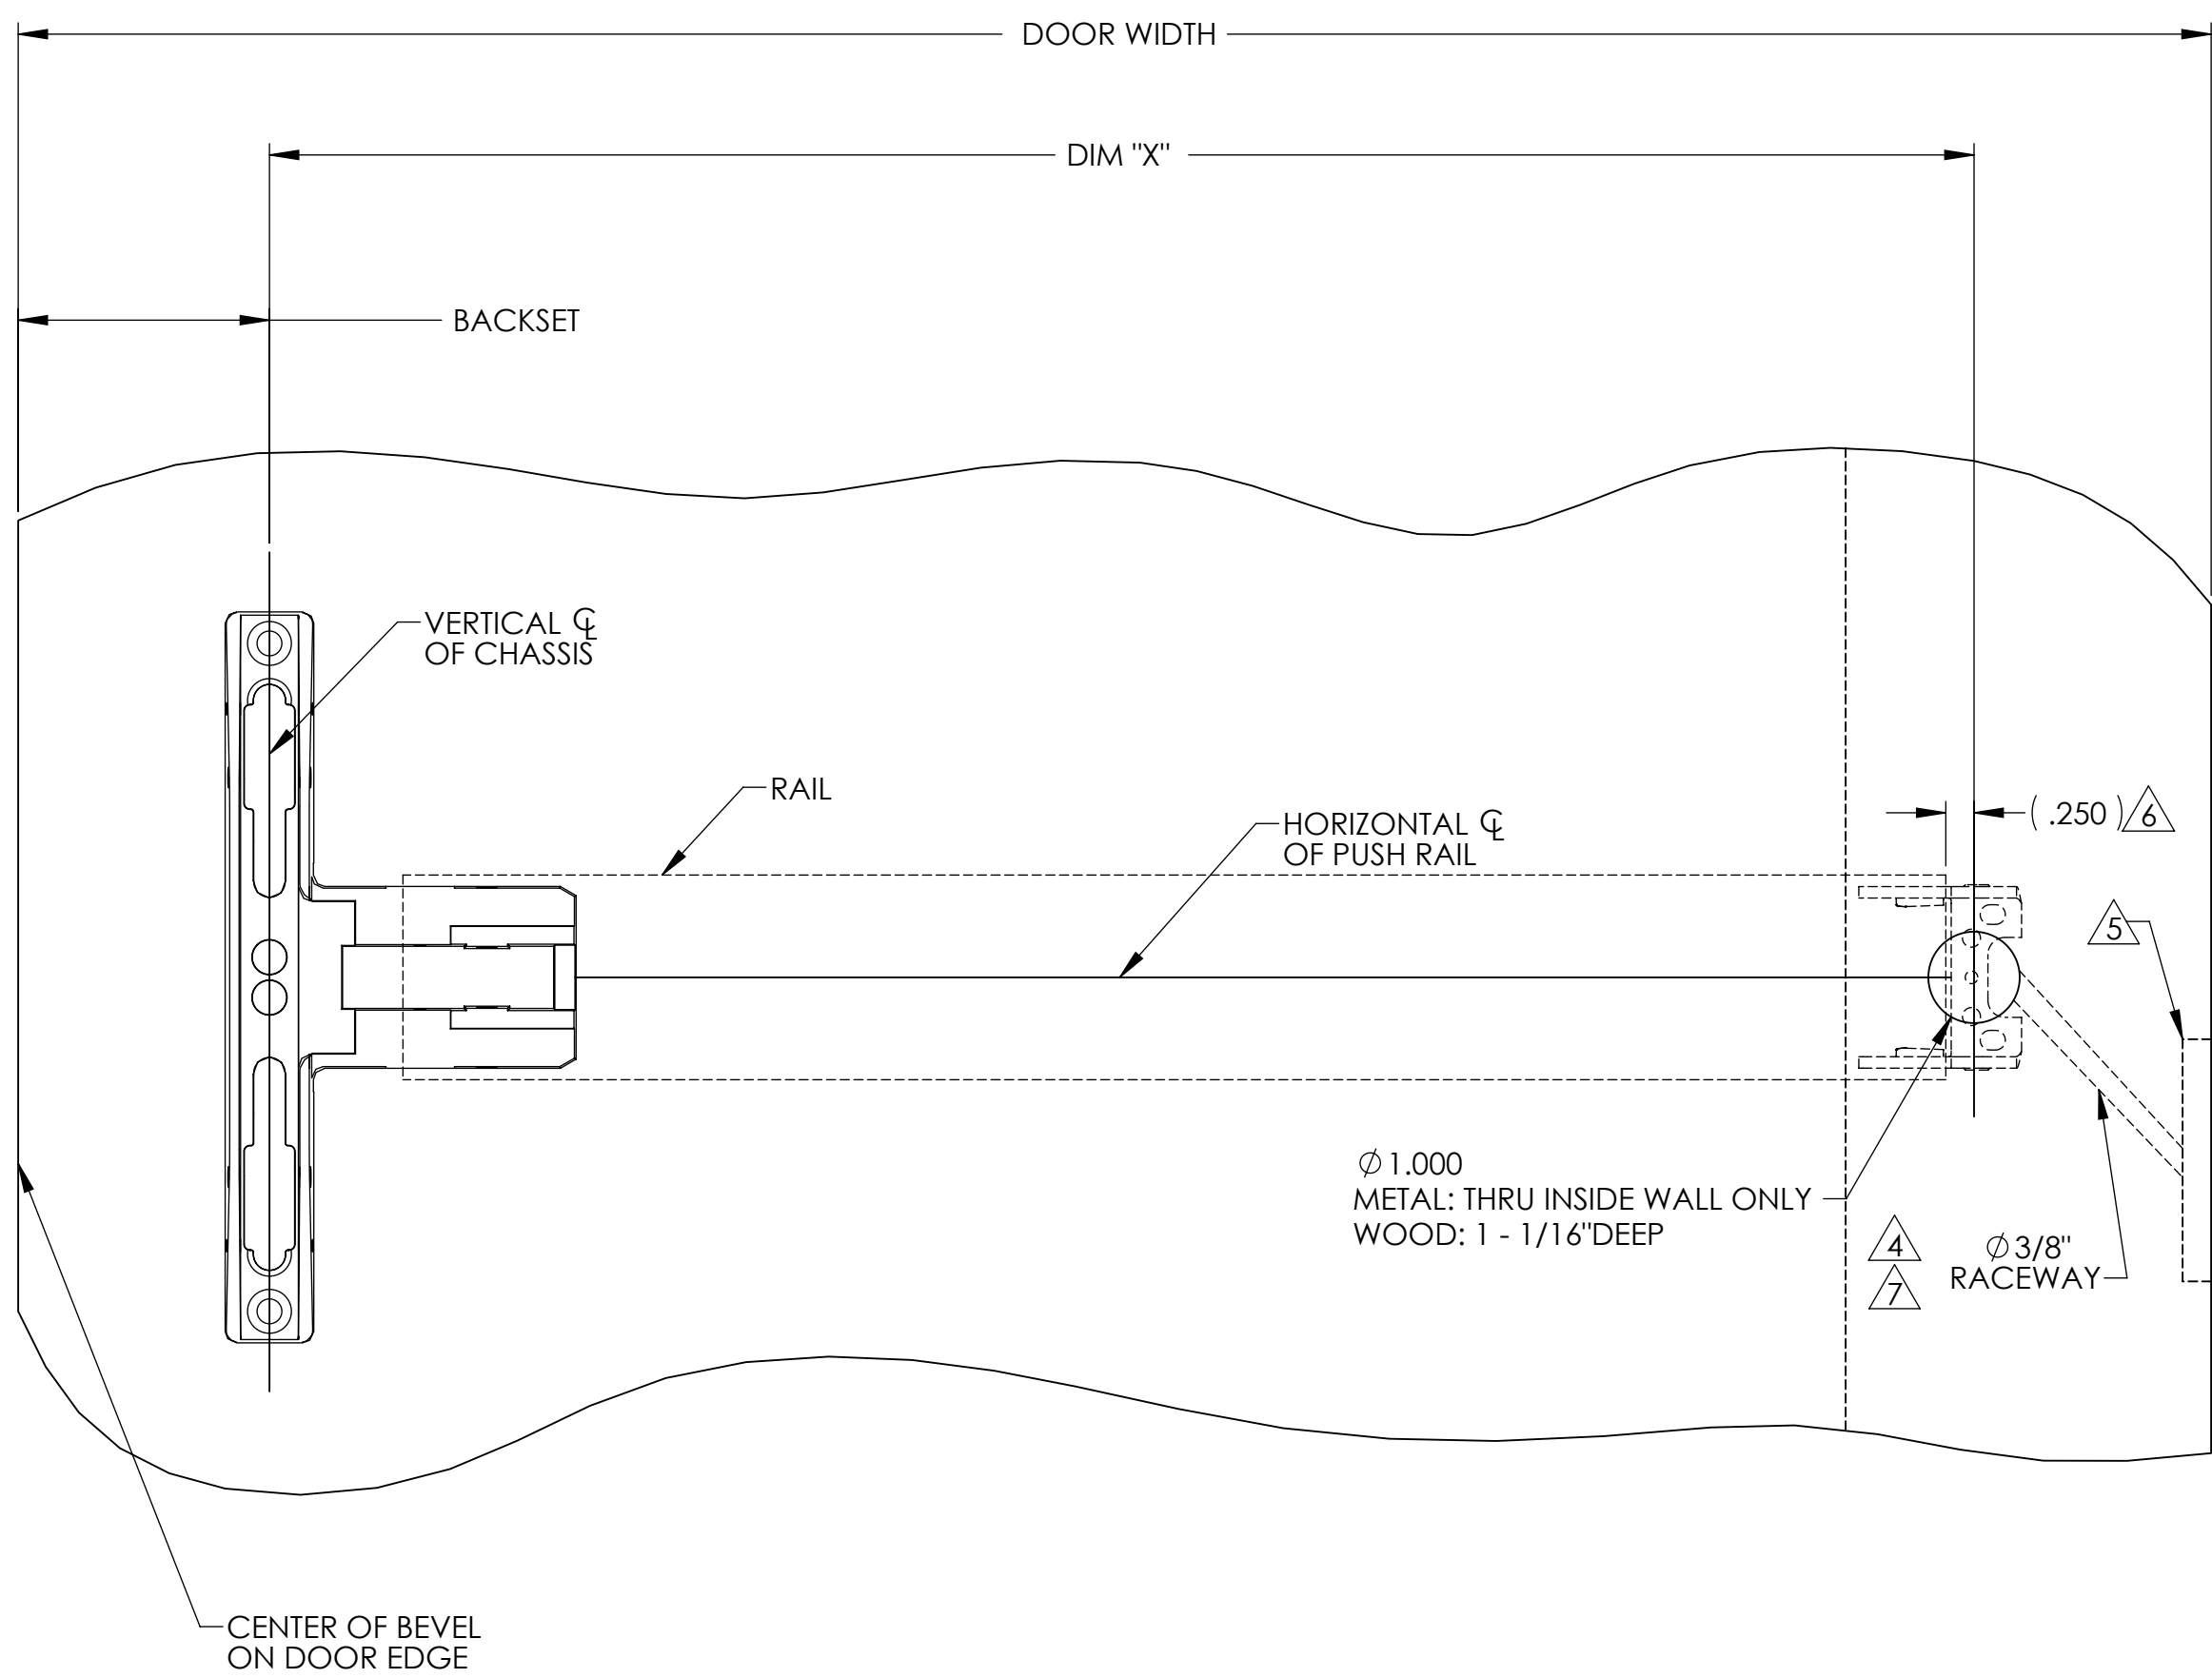 DOOR WIDTH
DIM "X"
BACKSET
VERTICAL ℄
OF CHASSIS
RAIL
HORIZONTAL ℄
OF PUSH RAIL
( .250 ) 6
5
∅ 1.000
METAL: THRU INSIDE WALL ONLY
WOOD: 1 - 1/16"DEEP
4
7
∅ 3/8"
RACEWAY
CENTER OF BEVEL
ON DOOR EDGE